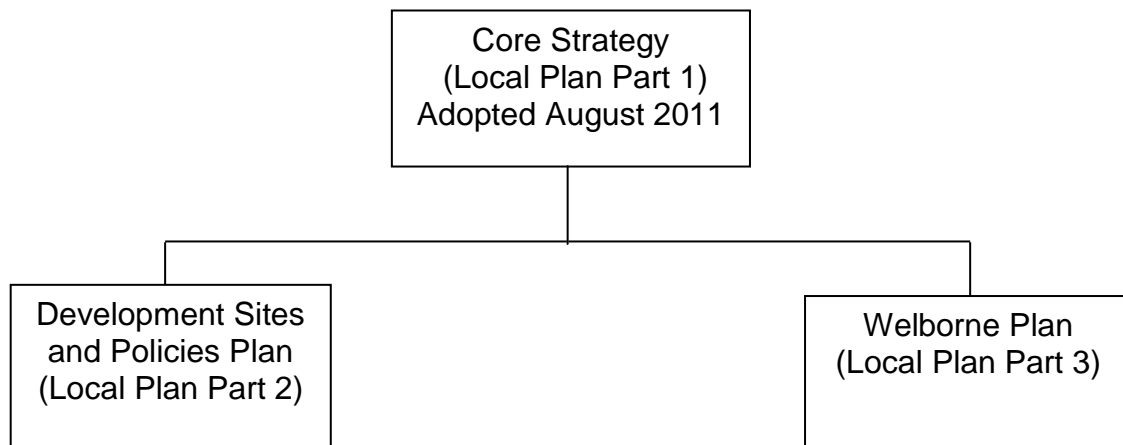 Core Strategy
(Local Plan Part 1)
Adopted August 2011
Development Sites
and Policies Plan
(Local Plan Part 2)
Welborne Plan
(Local Plan Part 3)